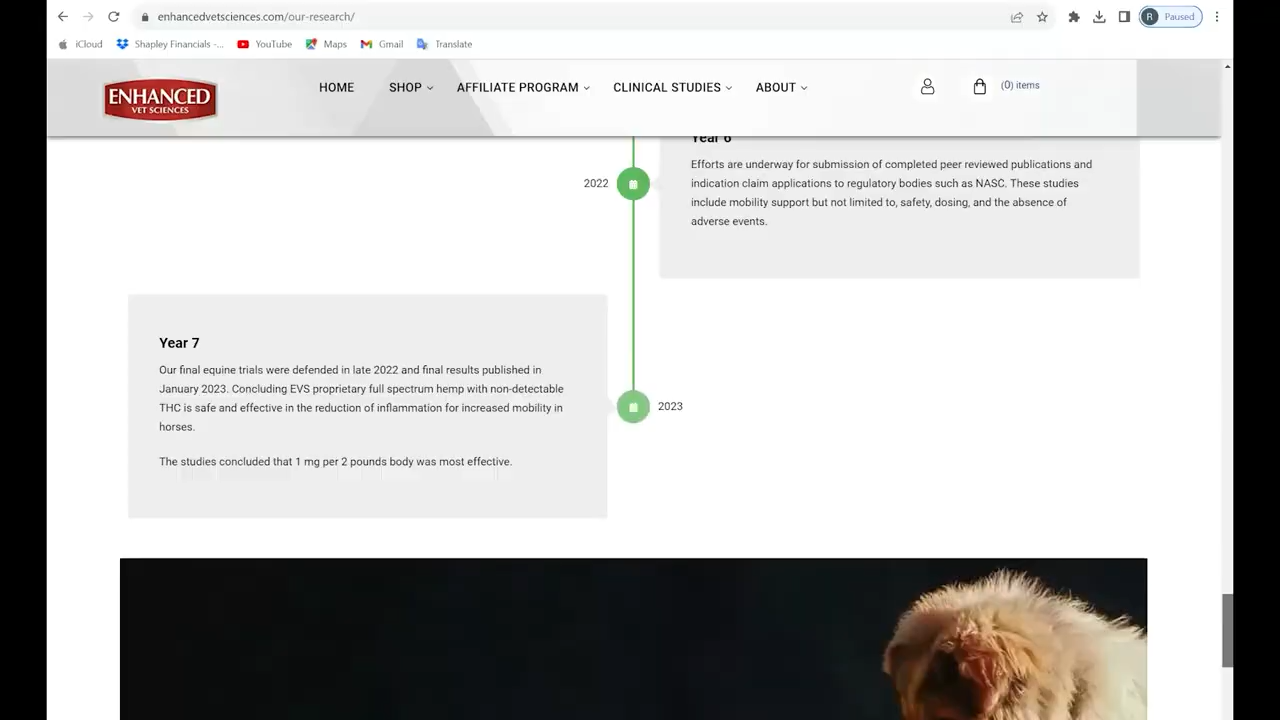 enhancedvetsciences.com/our-research/
R Paused
iCloud
Shapley Financials -...
YouTube
Maps
Gmail
Translate
ENHANCED
VET SCIENCES
HOME
SHOP
AFFILIATE PROGRAM
CLINICAL STUDIES
ABOUT
(0) items
Year 6
2022
Efforts are underway for submission of completed peer reviewed publications and
indication claim applications to regulatory bodies such as NASC. These studies
include mobility support but not limited to, safety, dosing, and the absence of
adverse events.
Year 7
Our final equine trials were defended in late 2022 and final results published in
January 2023. Concluding EVS proprietary full spectrum hemp with non-detectable
THC is safe and effective in the reduction of inflammation for increased mobility in
horses.
The studies concluded that 1 mg per 2 pounds body was most effective.
2023